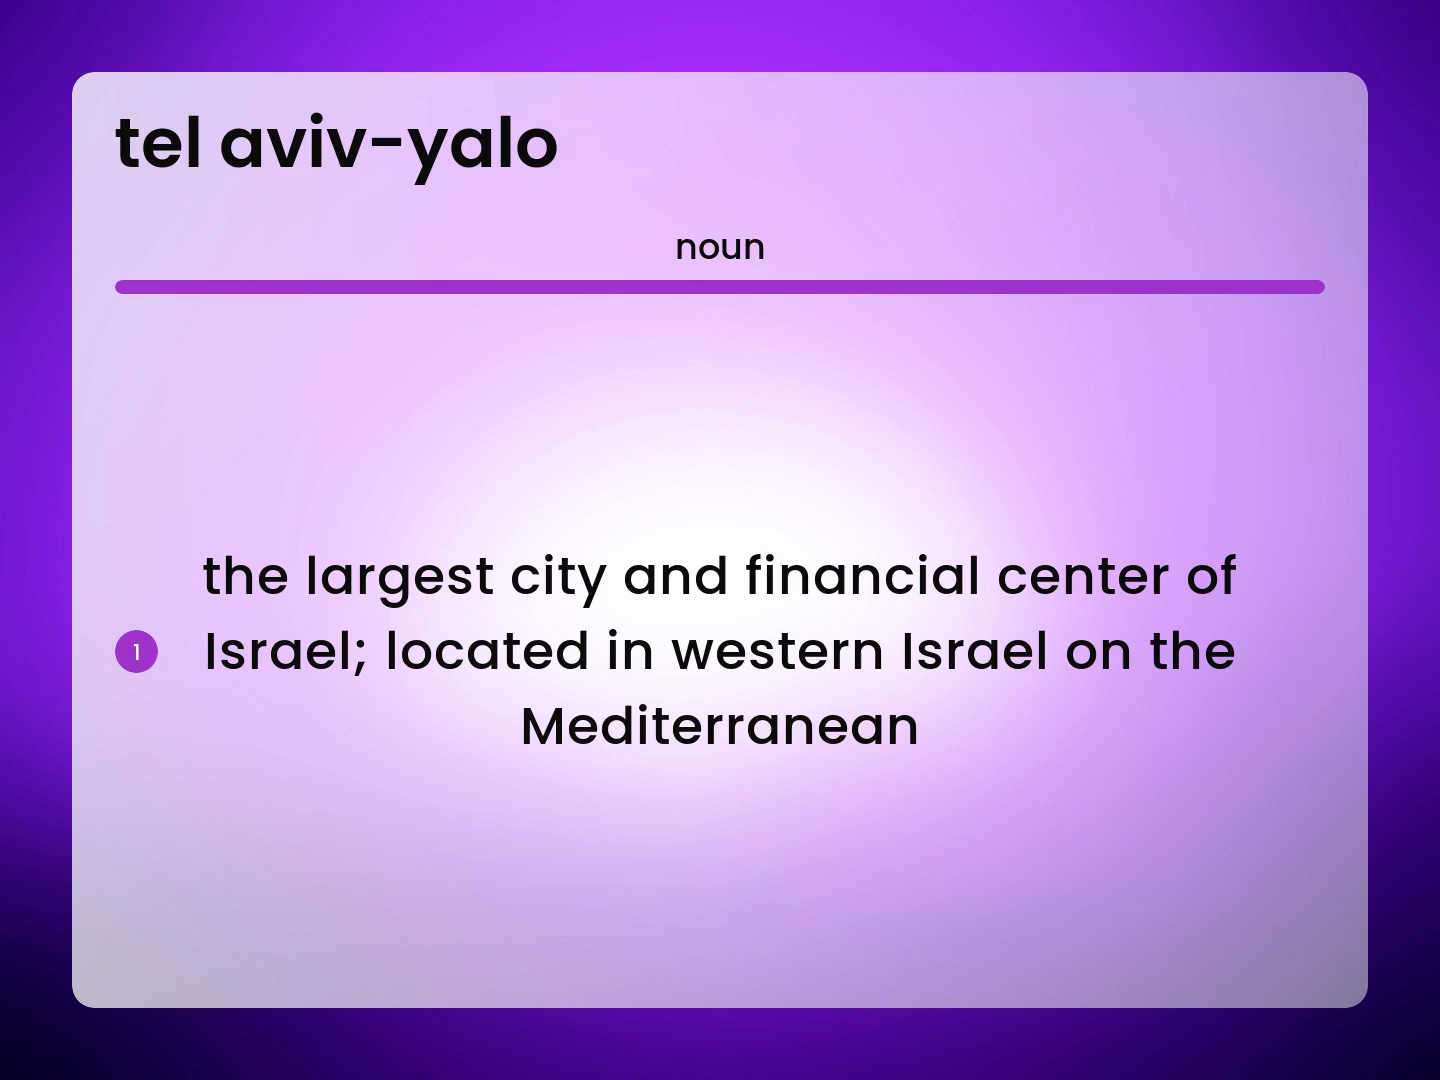 tel aviv-yalo
noun
the largest city and financial center of
1 Israel; located in western Israel on the
Mediterranean